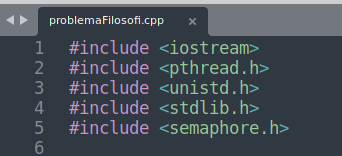 problemaFilosofi.cpp ×
1 #include <iostream>
2 #include <pthread.h>
3 #include <unistd.h>
4 #include <stdlib.h>
5 #include <semaphore.h>
6